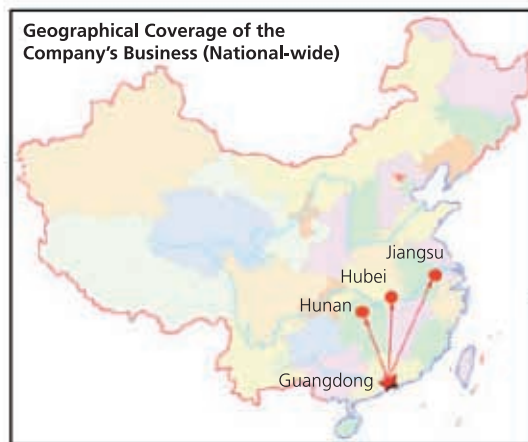 Geographical Coverage of the
Company's Business (National-wide)
Jiangsu
Hubei
Hunan
Guangdong